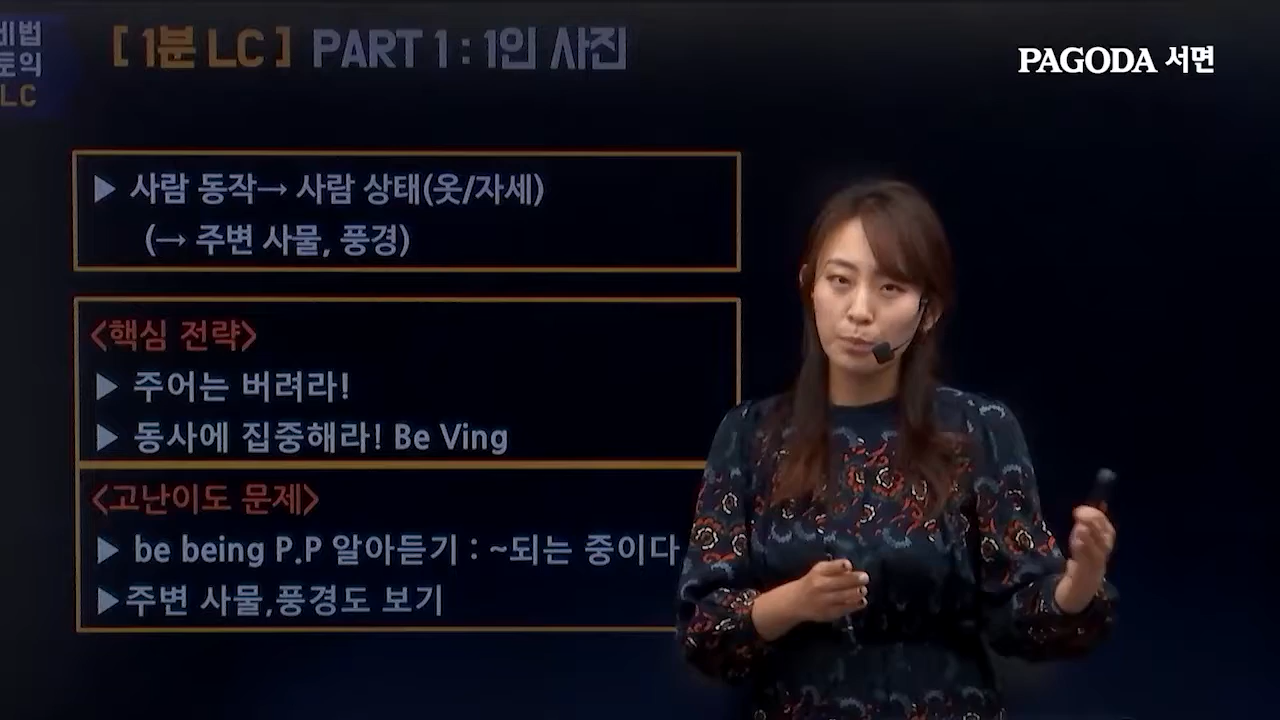 토익
LC
[ 1분 LC ] PART 1 : 1인 사진
PAGODA 서면
▶ 사람 동작→ 사람 상태(옷/자세)
(→ 주변 사물, 풍경)
<핵심 전략>
▶ 주어는 버려라!
▶ 동사에 집중해라! Be Ving
<고난이도 문제>
▶ be being P.P 알아듣기 : ~되는 중이다
▶주변 사물,풍경도 보기